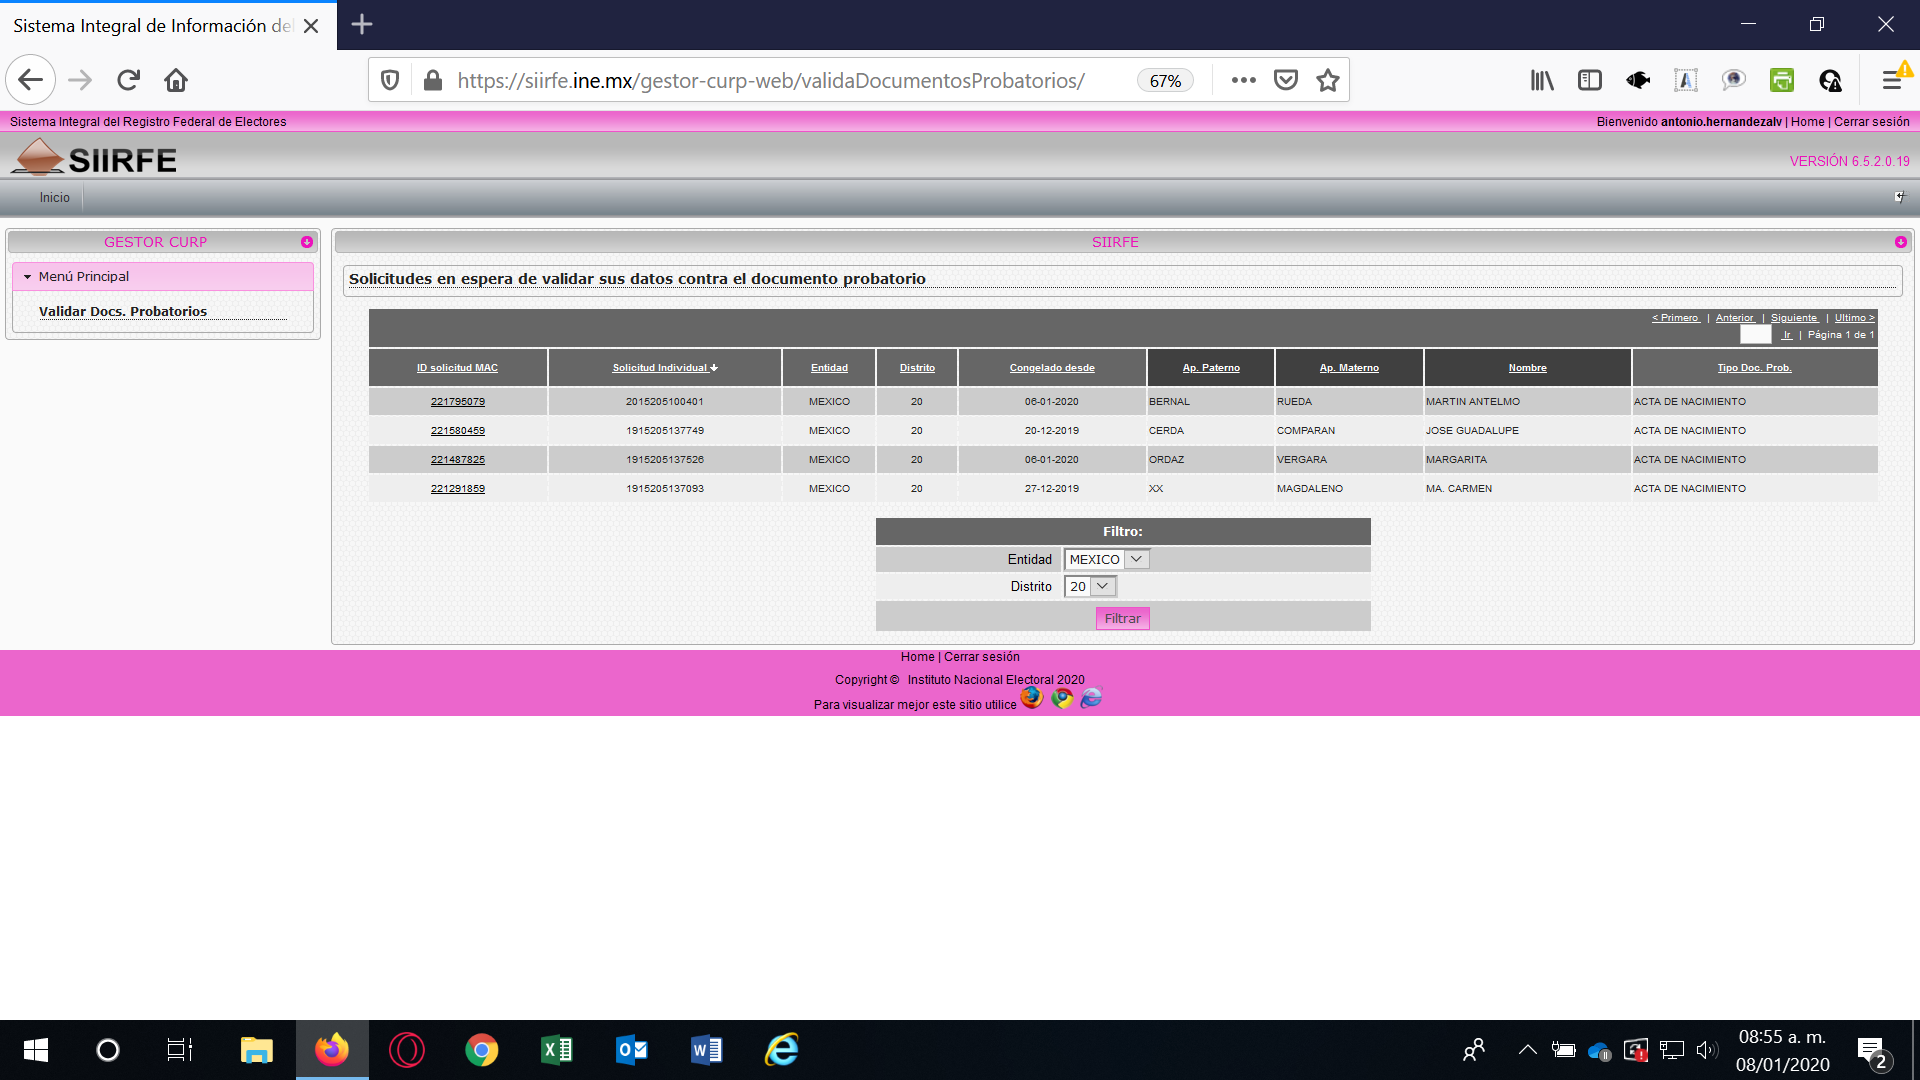 Sistema Integral de Información del
https://siirfe.ine.mx/gestor-curp-web/validaDocumentosProbatorios/ 67%
Sistema Integral del Registro Federal de Electores Bienvenido antonio.hernandezalv | Home | Cerrar sesión
SIIRFE VERSIÓN 6.5.2.0.19
Inicio
GESTOR CURP
Menú Principal
Validar Docs. Probatorios
SIIRFE
Solicitudes en espera de validar sus datos contra el documento probatorio
< Primero | Anterior | Siguiente | Ultimo >
Ir | Página 1 de 1
ID solicitud MAC Solicitud Individual Entidad Distrito Congelado desde Ap. Paterno Ap. Materno Nombre Tipo Doc. Prob.
221795079 2015205100401 MEXICO 20 06-01-2020 BERNAL RUEDA MARTIN ANTELMO ACTA DE NACIMIENTO
221580459 1915205137749 MEXICO 20 20-12-2019 CERDA COMPARAN JOSE GUADALUPE ACTA DE NACIMIENTO
221487825 1915205137526 MEXICO 20 06-01-2020 ORDAZ VERGARA MARGARITA ACTA DE NACIMIENTO
221291859 1915205137093 MEXICO 20 27-12-2019 XX MAGDALENO MA. CARMEN ACTA DE NACIMIENTO
Filtro:
Entidad MEXICO
Distrito 20
Filtrar
Home | Cerrar sesión
Copyright © Instituto Nacional Electoral 2020
Para visualizar mejor este sitio utilice
08:55 a. m.
08/01/2020
2